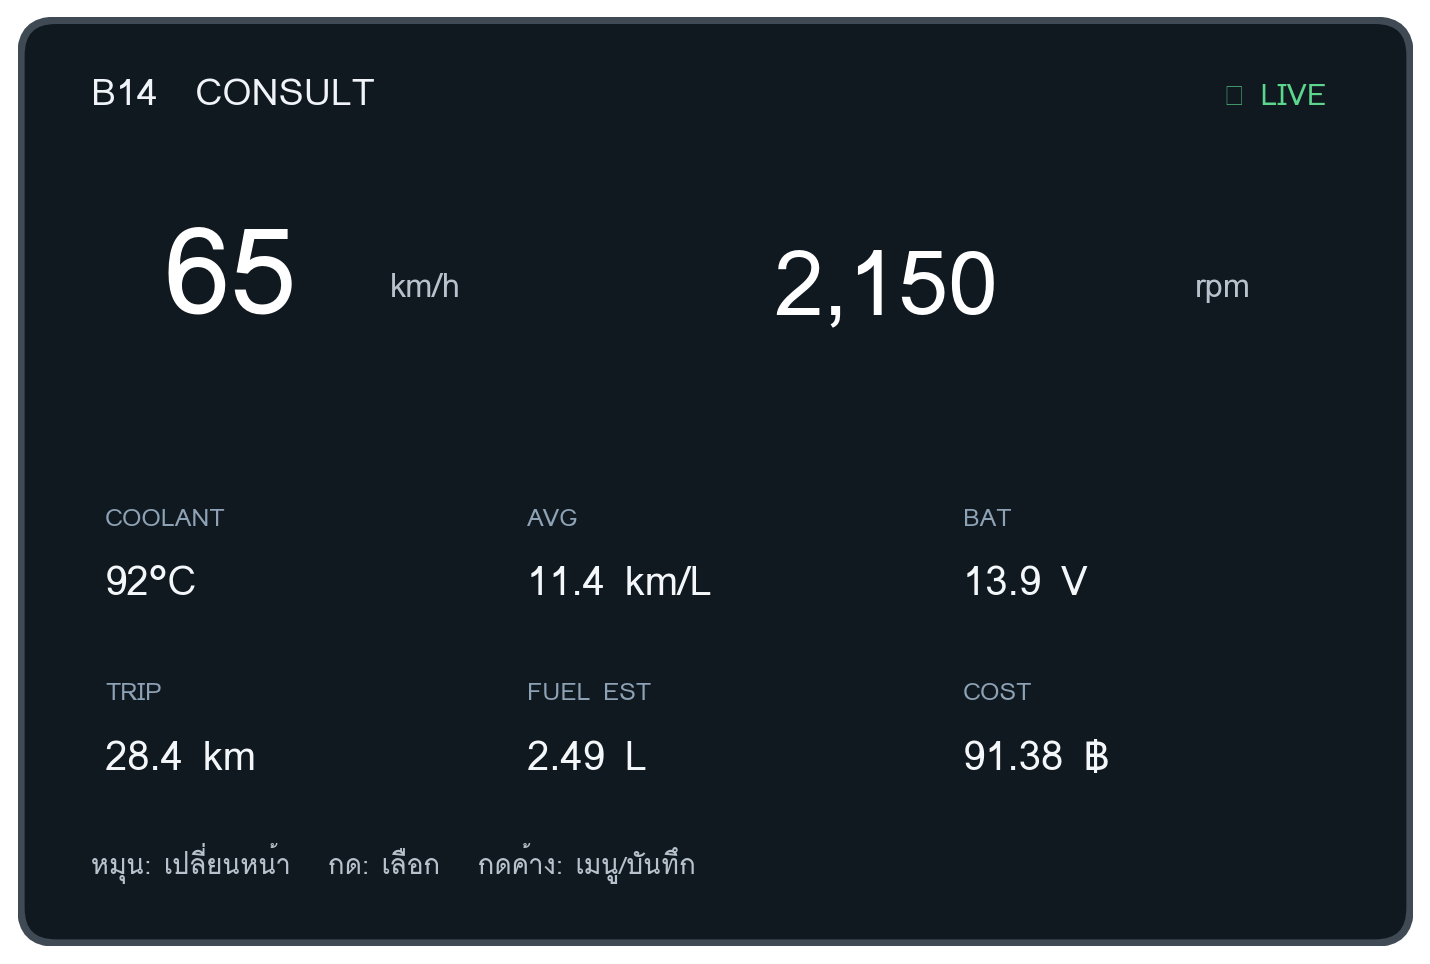 B14 CONSULT
LIVE
65 km/h
2,150 rpm
COOLANT AVG BAT
92°C 11.4 km/L 13.9 V
TRIP FUEL EST COST
28.4 km 2.49 L 91.38 ฿
หมุน: เปลี่ยนหน้า กด: เลือก กดค้าง: เมนู/บันทึก